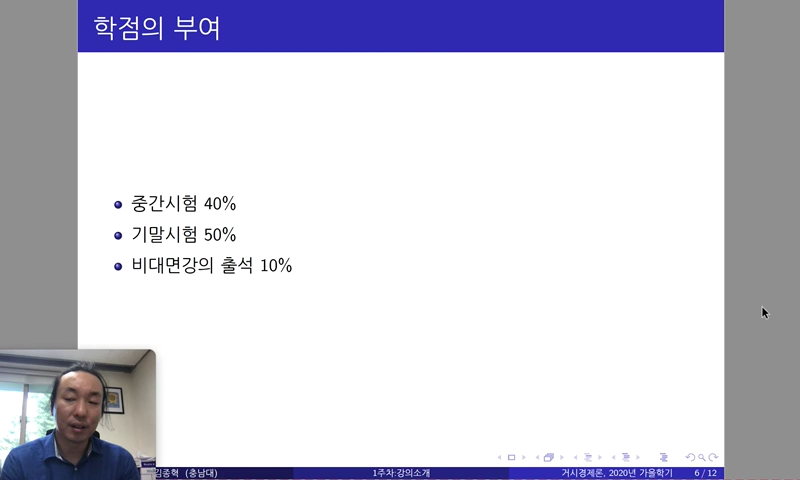 학점의 부여
중간시험 40%
기말시험 50%
비대면강의 출석 10%
김종혁 (충남대)
1주차:강의소개
거시경제론, 2020년 가을학기
6 / 12